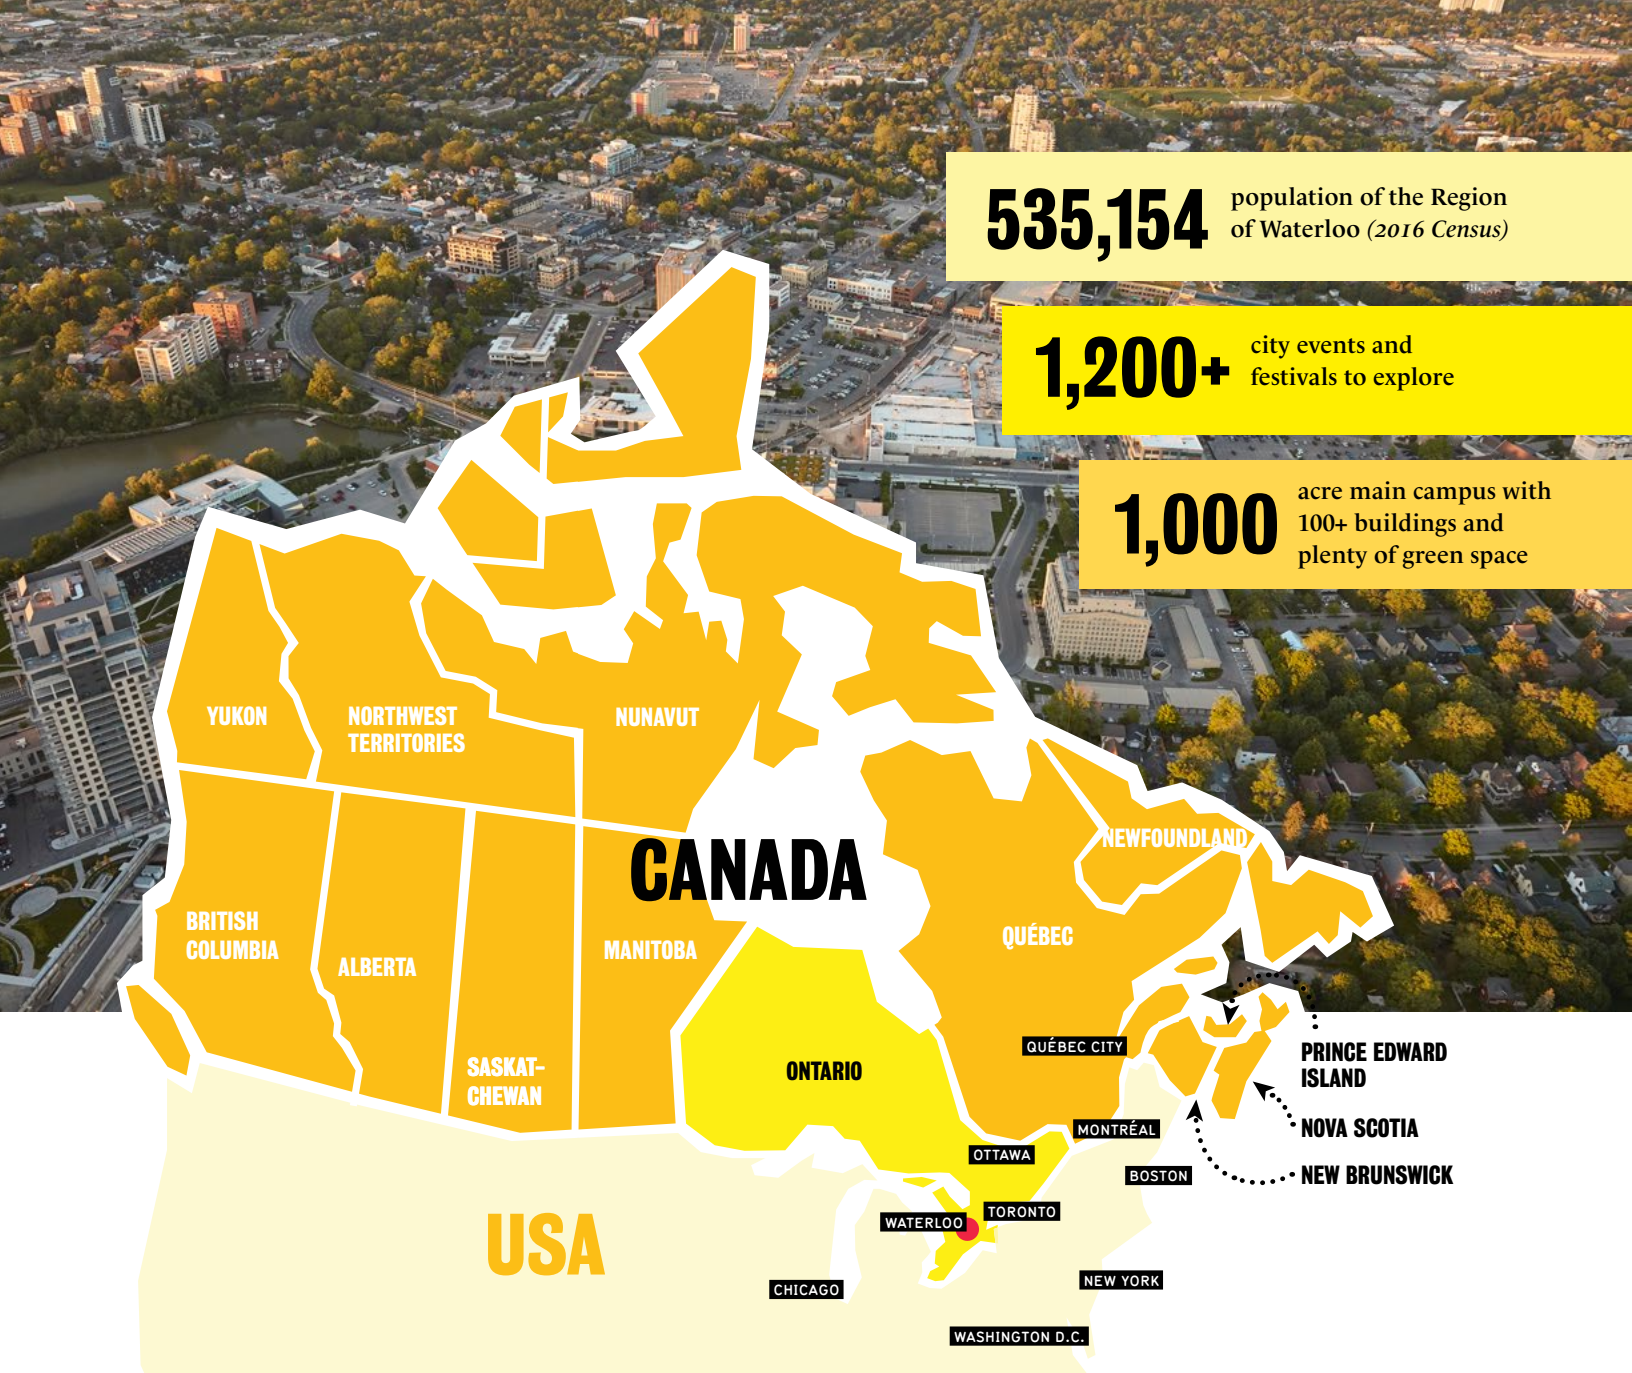 535,154
population of the Region
of Waterloo (2016 Census)
1,200+
city events and
festivals to explore
1,000
acre main campus with
100+ buildings and
plenty of green space
YUKON
NORTHWEST
TERRITORIES
NUNAVUT
CANADA
NEWFOUNDLAND
BRITISH
COLUMBIA
ALBERTA
MANITOBA
QUÉBEC
SASKAT-
CHEWAN
ONTARIO
QUÉBEC CITY
PRINCE EDWARD
ISLAND
MONTRÉAL
NOVA SCOTIA
OTTAWA
BOSTON
NEW BRUNSWICK
TORONTO
WATERLOO
USA
CHICAGO
NEW YORK
WASHINGTON D.C.